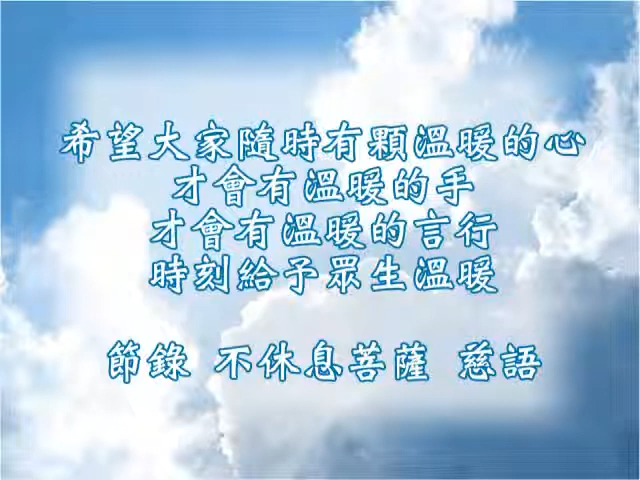 希望大家隨時有顆溫暖的心
才會有溫暖的手
才會有溫暖的言行
時刻給予眾生溫暖
節錄 不休息菩薩 慈語